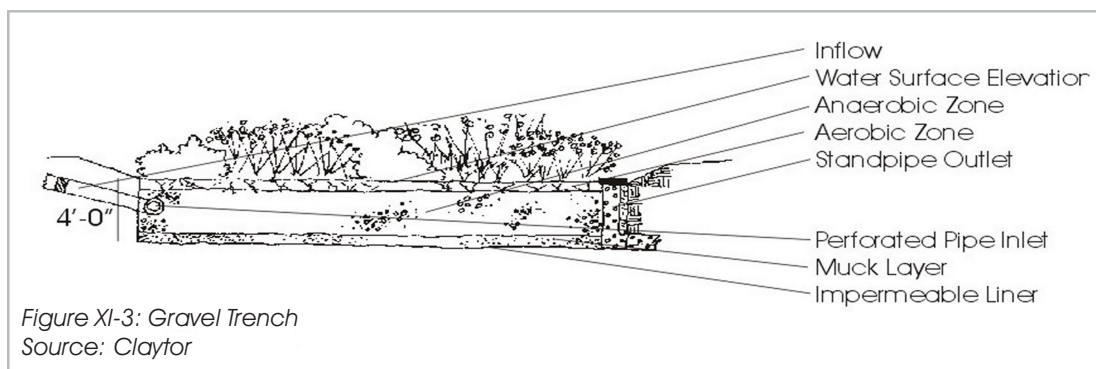 Inflow
Water Surface Elevation
Anaerobic Zone
Aerobic Zone
Standpipe Outlet
4'-0"
Perforated Pipe Inlet
Muck Layer
Impermeable Liner
Figure XI-3: Gravel Trench
Source: Claytor